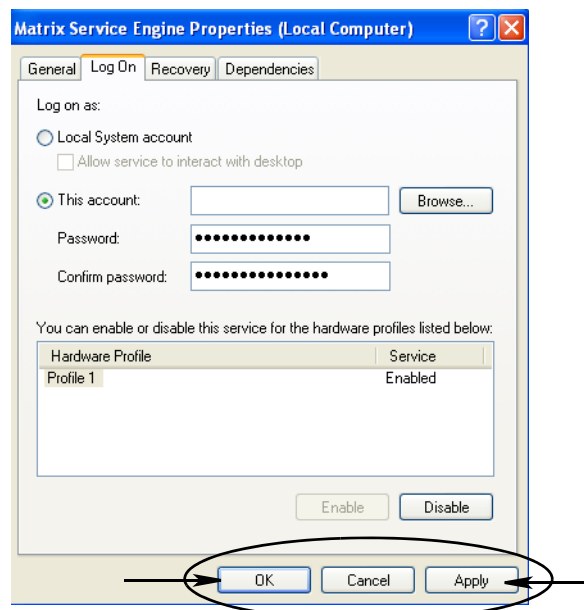 Matrix Service Engine Properties (Local Computer)
General Log On Recovery Dependencies
Log on as:
Local System account
Allow service to interact with desktop
This account: Browse...
Password: •••••••••••••
Confirm password: •••••••••••••••
You can enable or disable this service for the hardware profiles listed below:
Hardware Profile Service
Profile 1 Enabled
Enable Disable
OK Cancel Apply